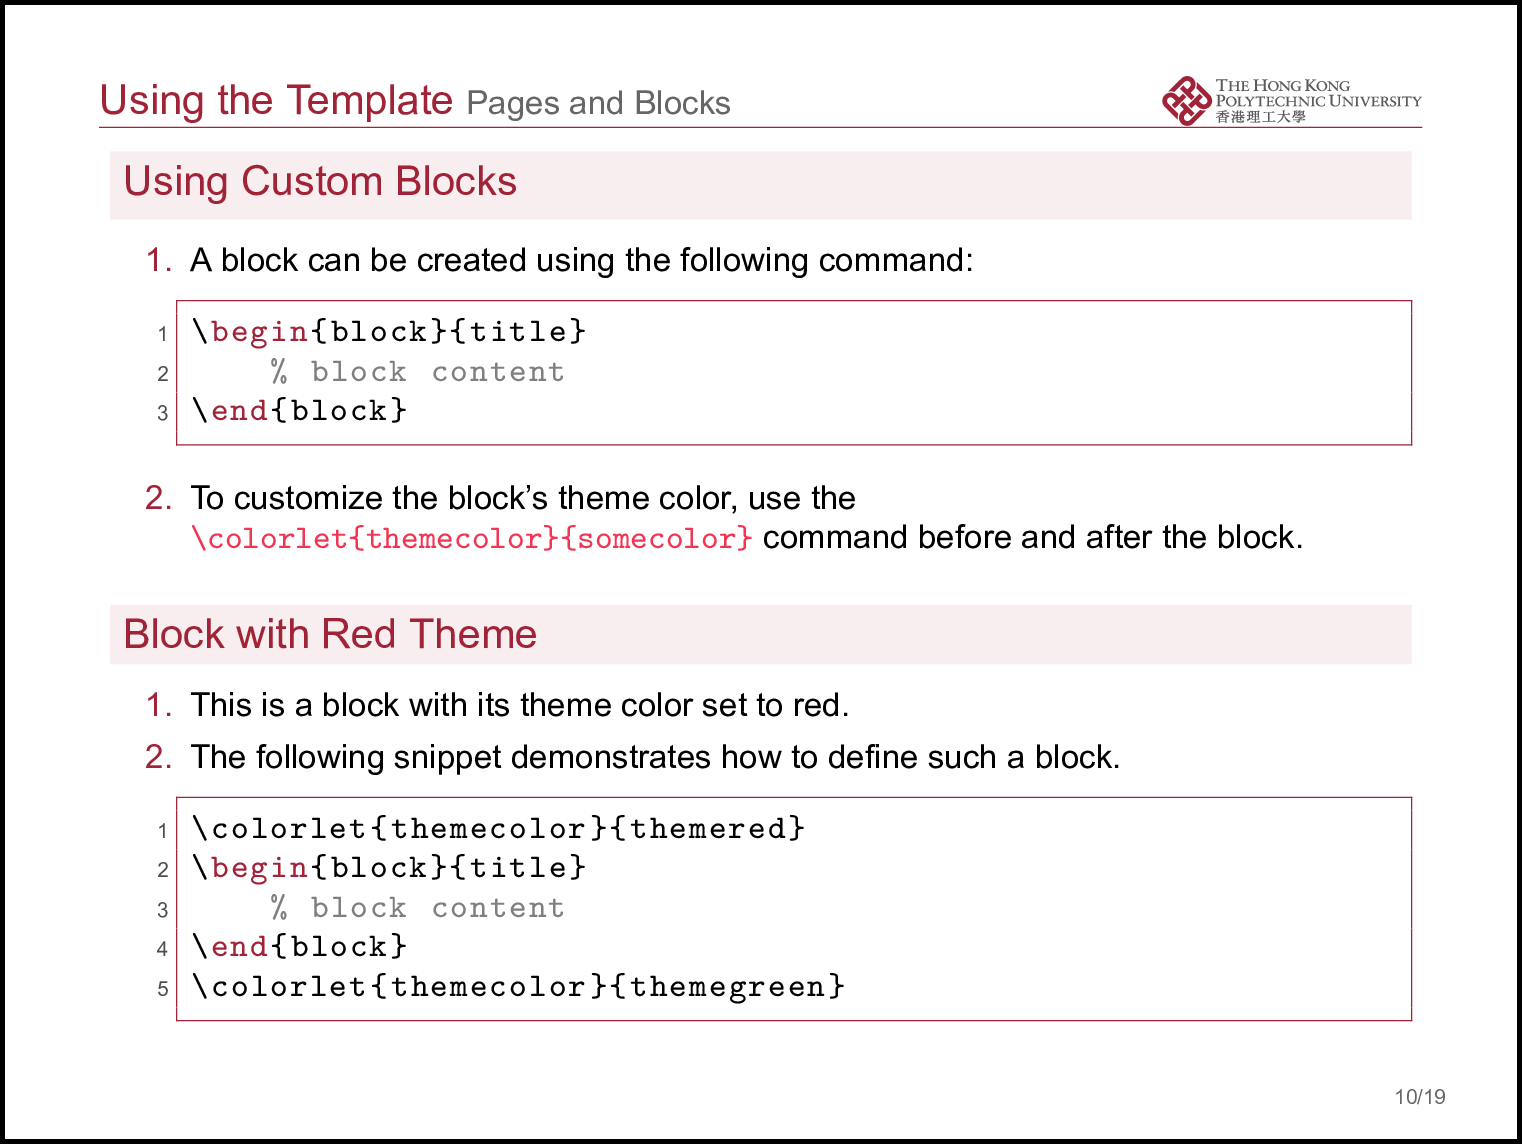 Using the Template Pages and Blocks
THE HONG KONG
POLYTECHNIC UNIVERSITY
香港理工大學
Using Custom Blocks
1. A block can be created using the following command:
1 \begin{block}{title}
2     % block content
3 \end{block}
2. To customize the block’s theme color, use the
\colorlet{themecolor}{somecolor} command before and after the block.
Block with Red Theme
1. This is a block with its theme color set to red.
2. The following snippet demonstrates how to define such a block.
1 \colorlet{themecolor}{themered}
2 \begin{block}{title}
3     % block content
4 \end{block}
5 \colorlet{themecolor}{themegreen}
10/19